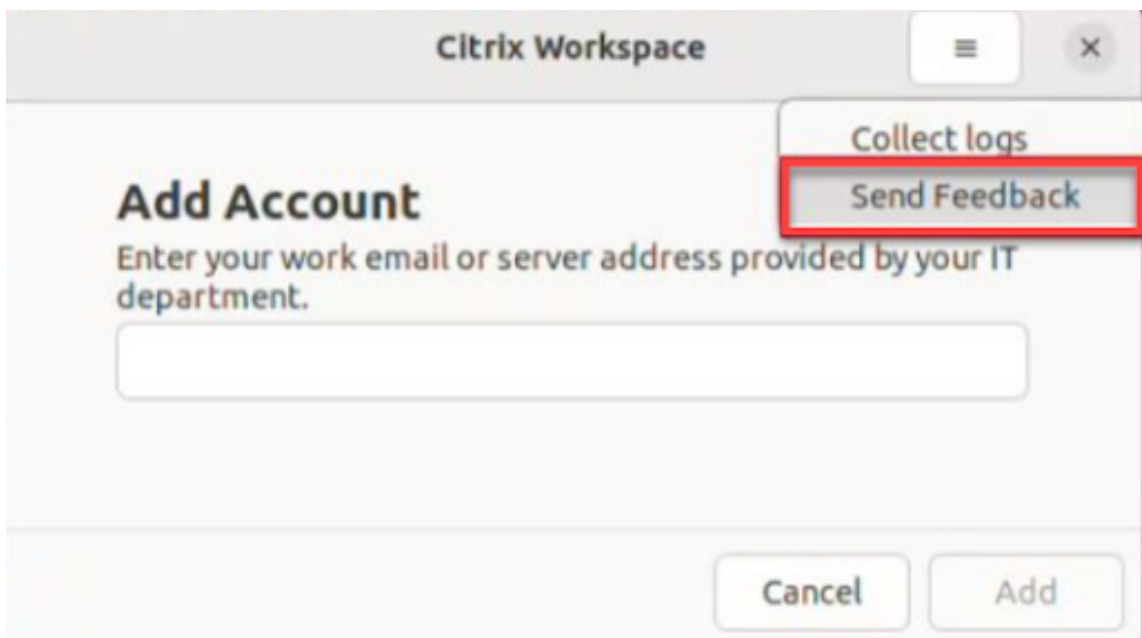 Citrix Workspace
Collect logs
Send Feedback
Add Account
Enter your work email or server address provided by your IT
department.
Cancel
Add